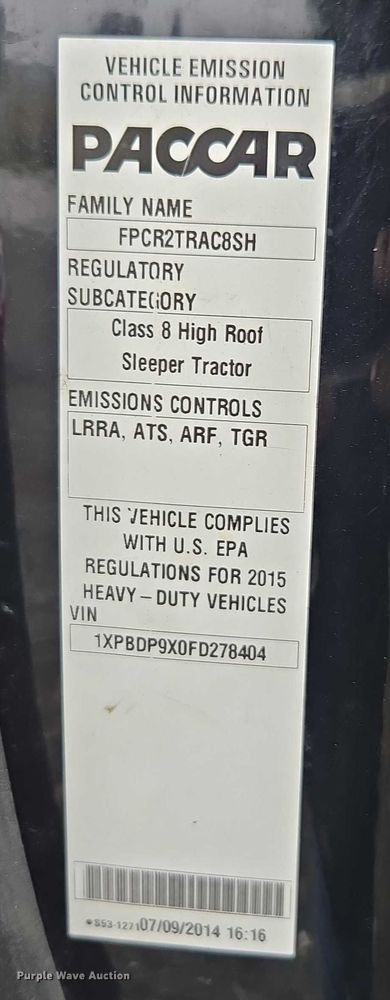 VEHICLE EMISSION
CONTROL INFORMATION
PACCAR
FAMILY NAME
FPCR2TRAC8SH
REGULATORY
SUBCATEGORY
Class 8 High Roof
Sleeper Tractor
EMISSIONS CONTROLS
LRRA, ATS, ARF, TGR
THIS VEHICLE COMPLIES
WITH U.S. EPA
REGULATIONS FOR 2015
HEAVY – DUTY VEHICLES
VIN
1XPBDP9X0FD278404
•S93-1271 07/09/2014 16:16
Purple Wave Auction